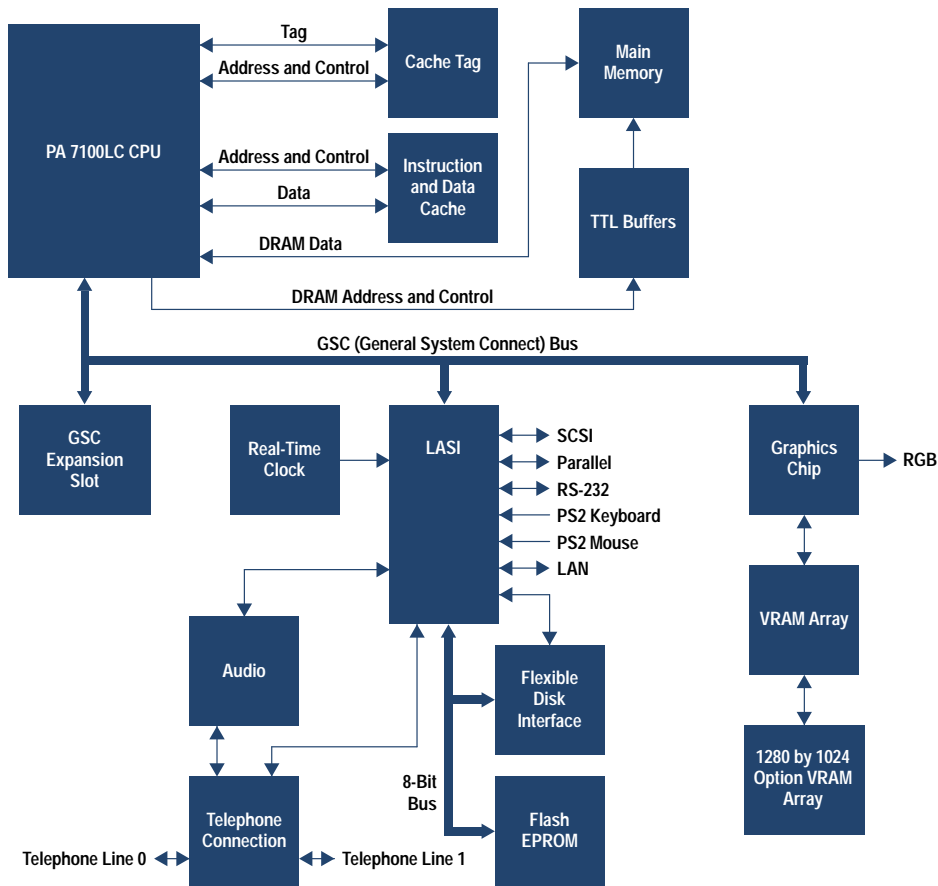 Tag
Cache Tag
Address and Control
Main
Memory
PA 7100LC CPU
Address and Control
Instruction
and Data
Cache
Data
TTL Buffers
DRAM Data
DRAM Address and Control
GSC (General System Connect) Bus
GSC
Expansion
Slot
Real-Time
Clock
LASI
SCSI
Parallel
RS-232
PS2 Keyboard
PS2 Mouse
LAN
Graphics
Chip
RGB
VRAM Array
Audio
Flexible
Disk
Interface
1280 by 1024
Option VRAM
Array
8-Bit
Bus
Telephone
Connection
Flash
EPROM
Telephone Line 0
Telephone Line 1